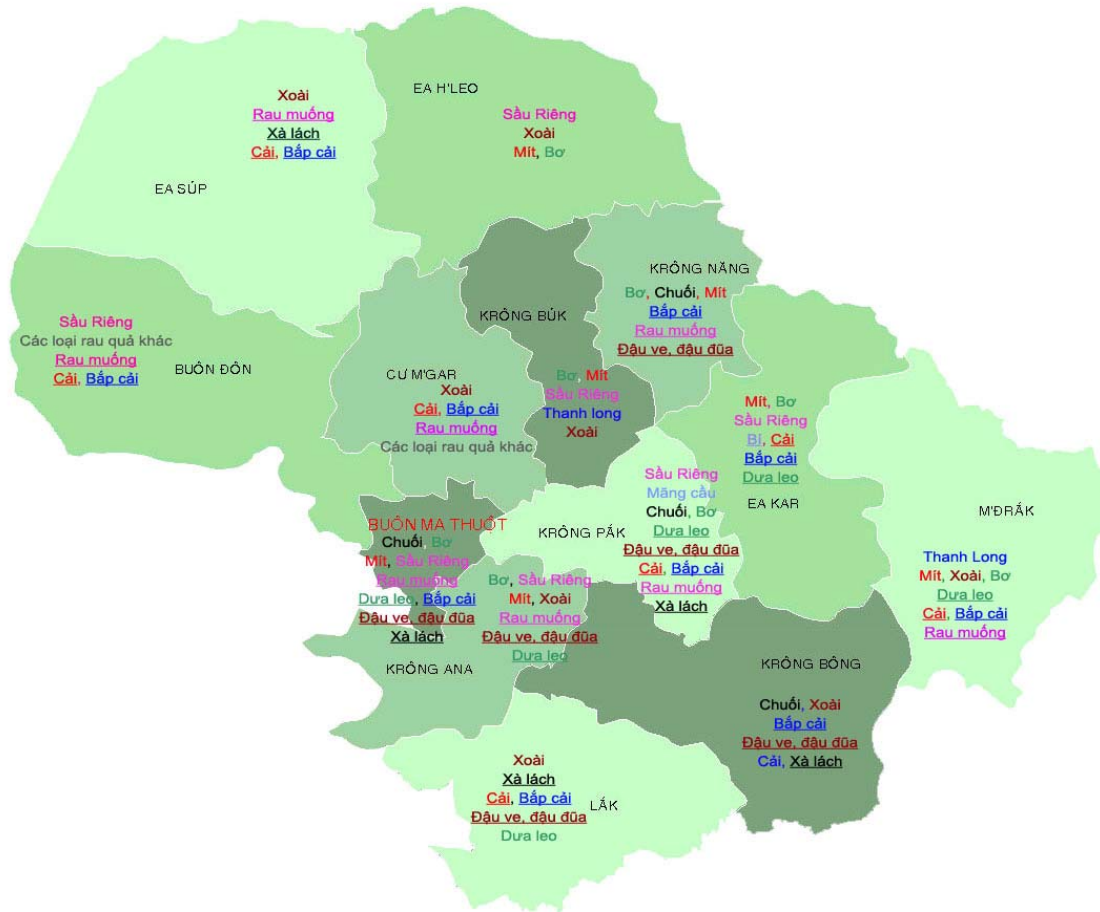 EA H'LEO
Sầu Riêng
Xoài
Mít, Bơ
Xoài
Rau muống
Xà lách
Cải, Bắp cải
EA SÚP
KRÔNG NĂNG
Bơ, Chuối, Mít
Bắp cải
Rau muống
Đậu ve, đậu đũa
KRÔNG BÚK
Bơ, Mít
Sầu Riêng
Thanh long
Xoài
Sầu Riêng
Các loại rau quả khác
Rau muống
Cải, Bắp cải
BUÔN ĐÔN
CƯ M'GAR
Xoài
Cải, Bắp cải
Rau muống
Các loại rau quả khác
Mít, Bơ
Sầu Riêng
Bí, Cải
Bắp cải
Dưa leo
EA KAR
Sầu Riêng
Mãng cầu
Chuối, Bơ
Dưa leo
Đậu ve, đậu đũa
Cải, Bắp cải
Rau muống
Xà lách
KRÔNG PẮK
M'ĐRẮK
Thanh Long
Mít, Xoài, Bơ
Dưa leo
Cải, Bắp cải
Rau muống
BUÔN MA THUỘT
Chuối, Bơ
Mít, Sầu Riêng
Rau muống
Dưa leo, Bắp cải
Đậu ve, đậu đũa
Xà lách
Bơ, Sầu Riêng
Mít, Xoài
Rau muống
Đậu ve, đậu đũa
Dưa leo
KRÔNG ANA
KRÔNG BÔNG
Chuối, Xoài
Bắp cải
Đậu ve, đậu đũa
Cải, Xà lách
Xoài
Xà lách
Cải, Bắp cải
Đậu ve, đậu đũa
Dưa leo
LẮK